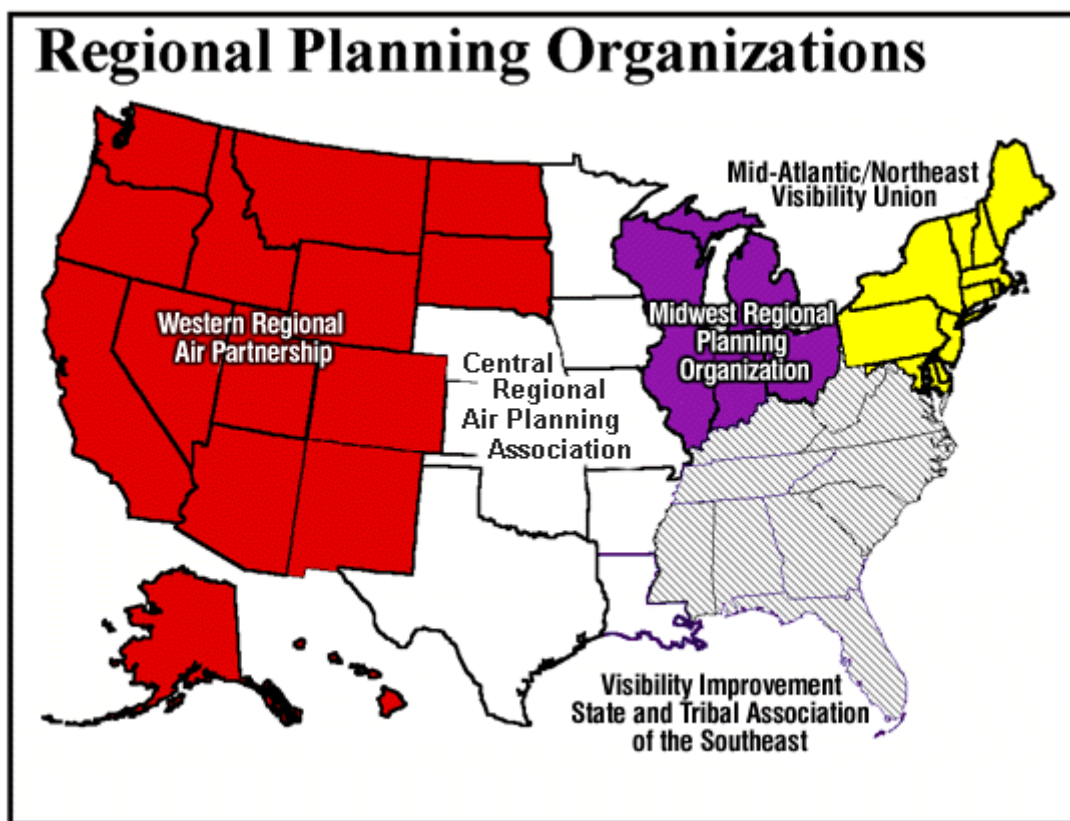 Regional Planning Organizations
Mid-Atlantic/Northeast
Visibility Union
Western Regional
Air Partnership
Central
Regional
Air Planning
Association
Midwest Regional
Planning
Organization
Visibility Improvement
State and Tribal Association
of the Southeast